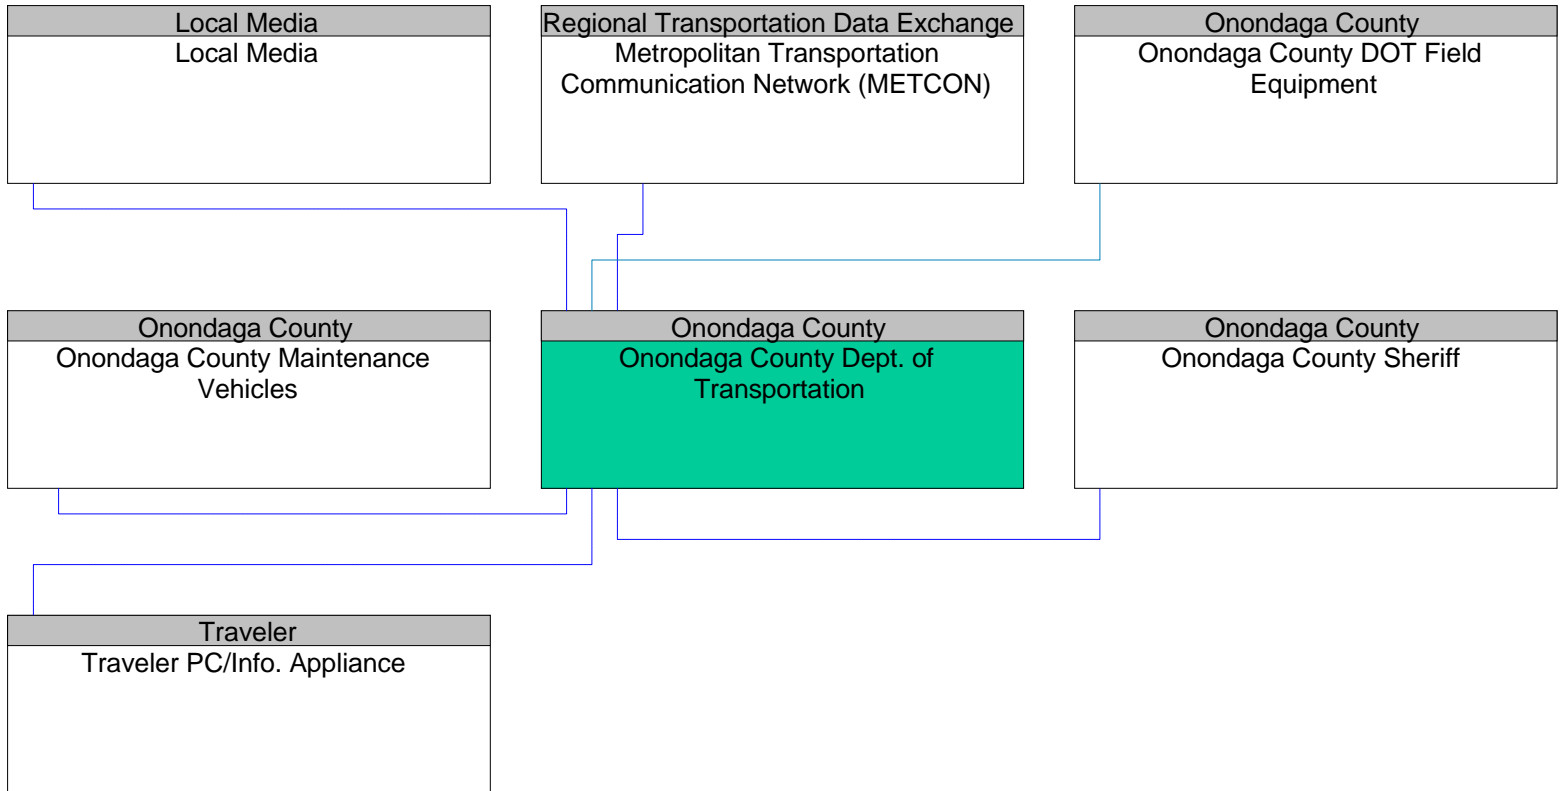 Local Media
Local Media
Regional Transportation Data Exchange
Metropolitan Transportation
Communication Network (METCON)
Onondaga County
Onondaga County DOT Field
Equipment
Onondaga County
Onondaga County Maintenance
Vehicles
Onondaga County
Onondaga County Dept. of
Transportation
Onondaga County
Onondaga County Sheriff
Traveler
Traveler PC/Info. Appliance